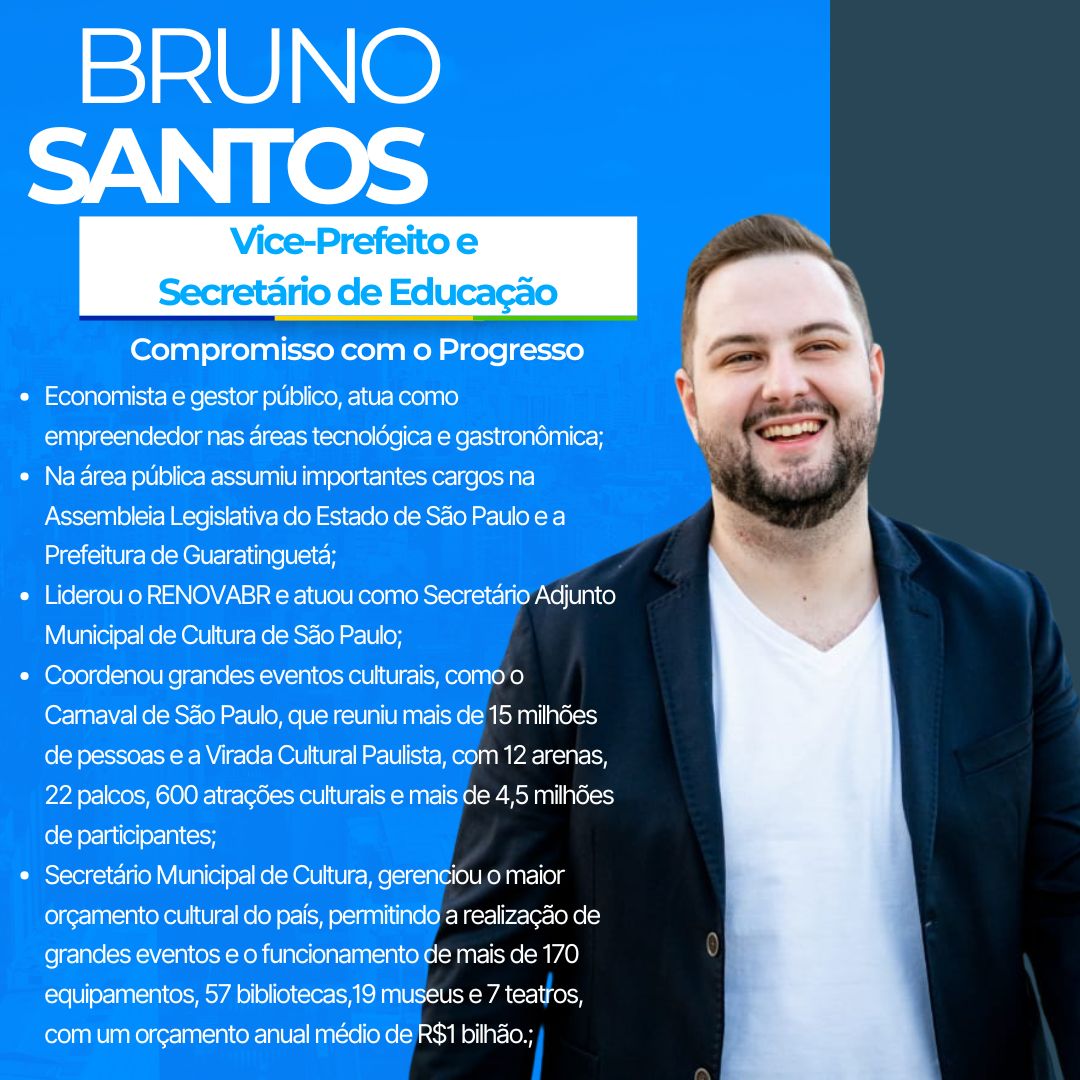 BRUNO
SANTOS
Vice-Prefeito e
Secretário de Educação
Compromisso com o Progresso
• Economista e gestor público, atua como
empreendedor nas áreas tecnológica e gastronômica;
• Na área pública assumiu importantes cargos na
Assembleia Legislativa do Estado de São Paulo e a
Prefeitura de Guaratinguetá;
• Liderou o RENOVABR e atuou como Secretário Adjunto
Municipal de Cultura de São Paulo;
• Coordenou grandes eventos culturais, como o
Carnaval de São Paulo, que reuniu mais de 15 milhões
de pessoas e a Virada Cultural Paulista, com 12 arenas,
22 palcos, 600 atrações culturais e mais de 4,5 milhões
de participantes;
• Secretário Municipal de Cultura, gerenciou o maior
orçamento cultural do país, permitindo a realização de
grandes eventos e o funcionamento de mais de 170
equipamentos, 57 bibliotecas,19 museus e 7 teatros,
com um orçamento anual médio de R$1 bilhão.;